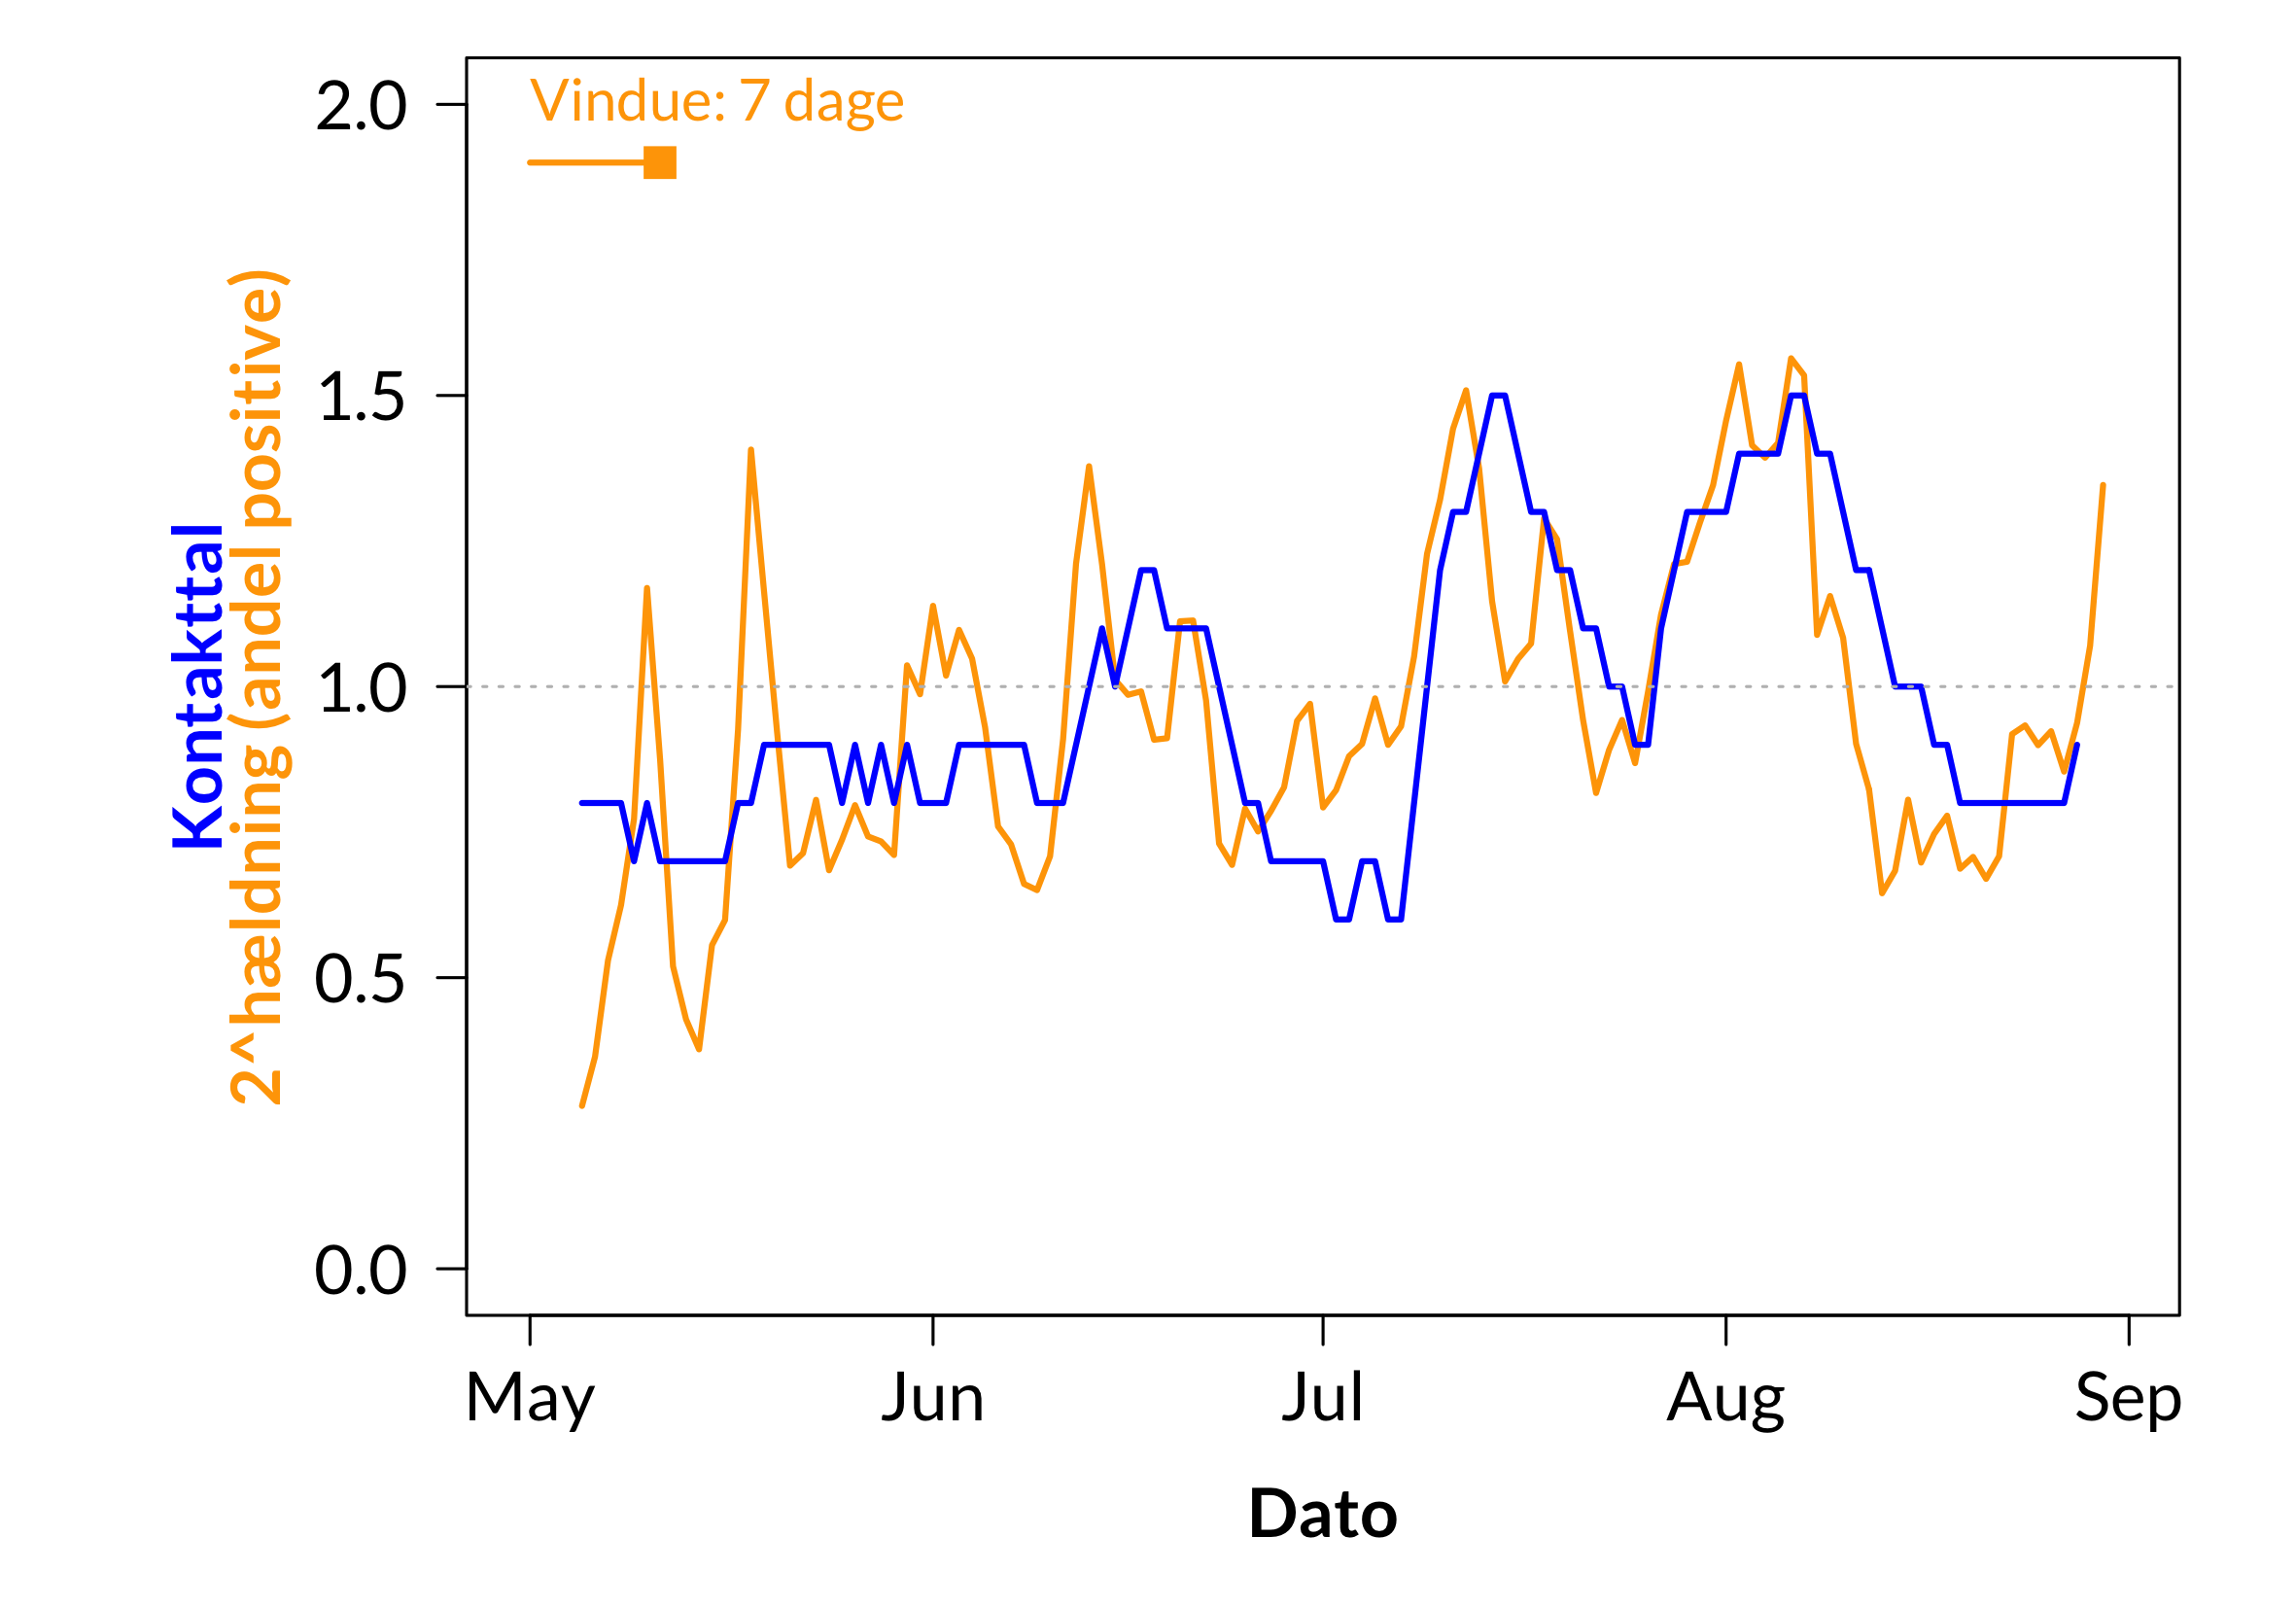 Kontakttal
2^hældning(andel positive)
2.0
1.5
1.0
0.5
0.0
Vindue: 7 dage
May Jun Jul Aug Sep
Dato